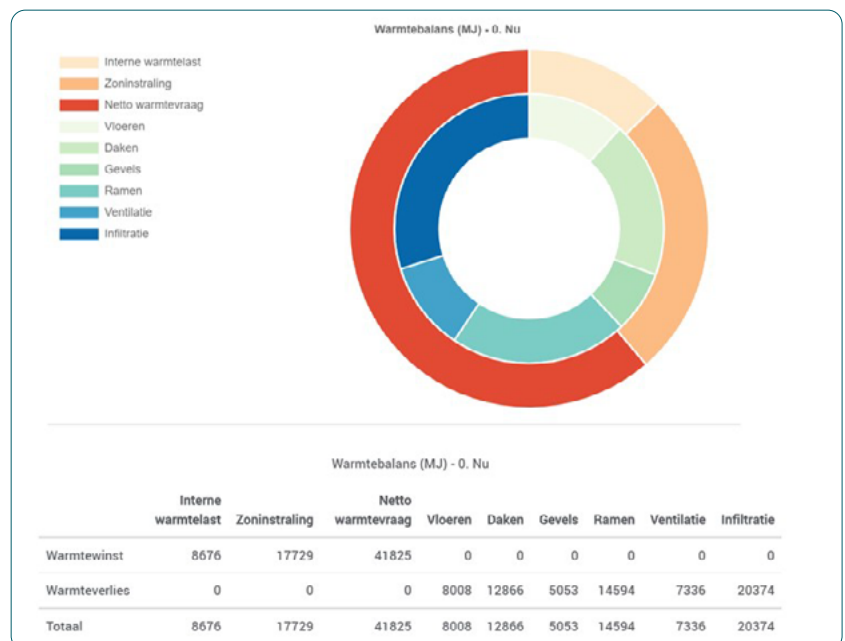 Warmtebalans (MJ) - 0. Nu
Interne warmtelast
Zoninstraling
Netto warmtevraag
Vloeren
Daken
Gevels
Ramen
Ventilatie
Infiltratie
Warmtebalans (MJ) - 0. Nu
Interne Netto
warmtelast Zoninstraling warmtevraag Vloeren Daken Gevels Ramen Ventilatie Infiltratie
Warmtewinst 8676 17729 41825 0 0 0 0 0 0
Warmteverlies 0 0 0 8008 12866 5053 14594 7336 20374
Totaal 8676 17729 41825 8008 12866 5053 14594 7336 20374